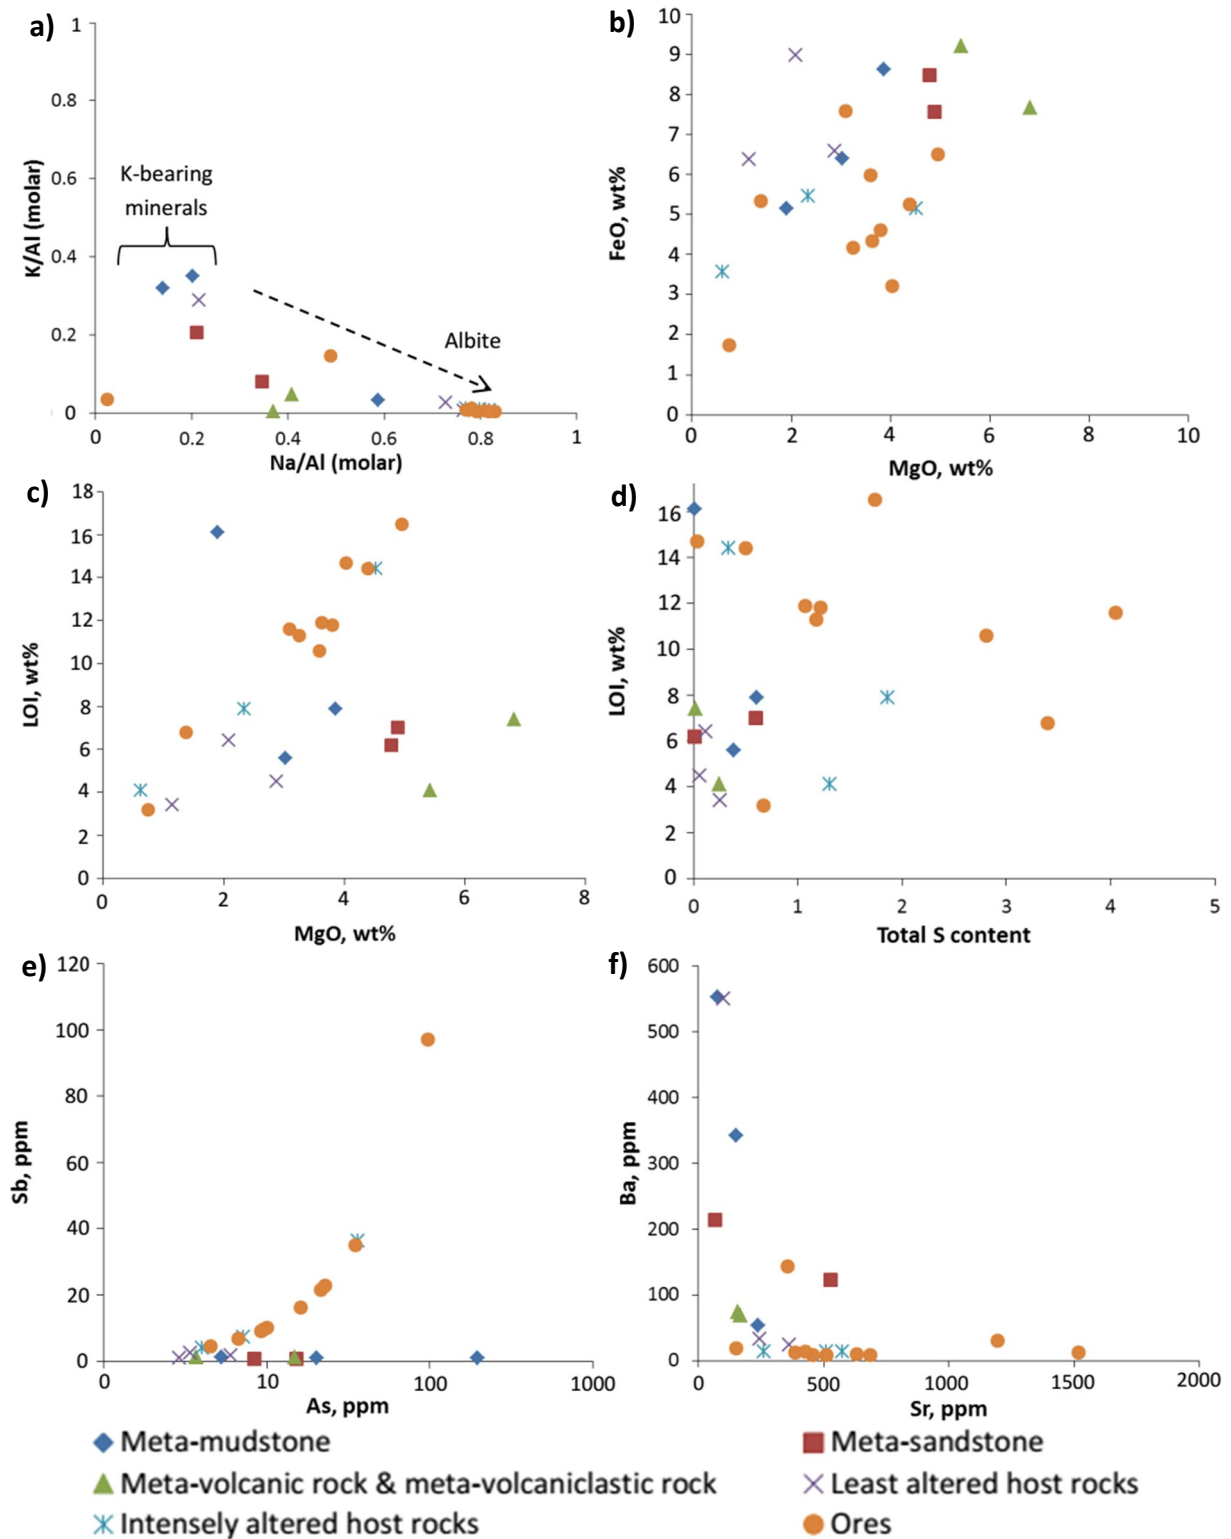 a)
1
0.8
0.6
0.4
0.2
0
K/Al (molar)
K-bearing
minerals
Albite
0 0.2 0.4 0.6 0.8 1
Na/Al (molar)
b)
10
9
8
7
6
5
4
3
2
1
0
FeO, wt%
0 2 4 6 8 10
MgO, wt%
c)
18
16
14
12
10
8
6
4
2
0
LOI, wt%
0 2 4 6 8
MgO, wt%
d)
16
14
12
10
8
6
4
2
0
LOI, wt%
0 1 2 3 4 5
Total S content
e)
120
100
80
60
40
20
0
Sb, ppm
0 10 100 1000
As, ppm
f)
600
500
400
300
200
100
0
Ba, ppm
0 500 1000 1500 2000
Sr, ppm
Meta-mudstone
Meta-sandstone
Meta-volcanic rock & meta-volcaniclastic rock
Least altered host rocks
Intensely altered host rocks
Ores